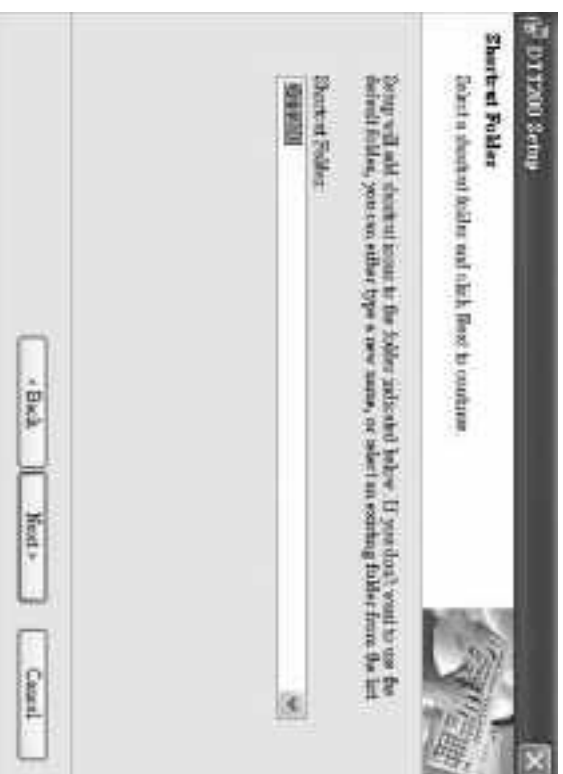 DT1200 Setup
Shortcut Folder
Select a shortcut folder and click Next to continue.
Setup will add shortcut icons to the folder indicated below. If you don't want to use the
default folder, you can either type a new name, or select an existing folder from the list.
Shortcut Folder:
< Back
Next >
Cancel